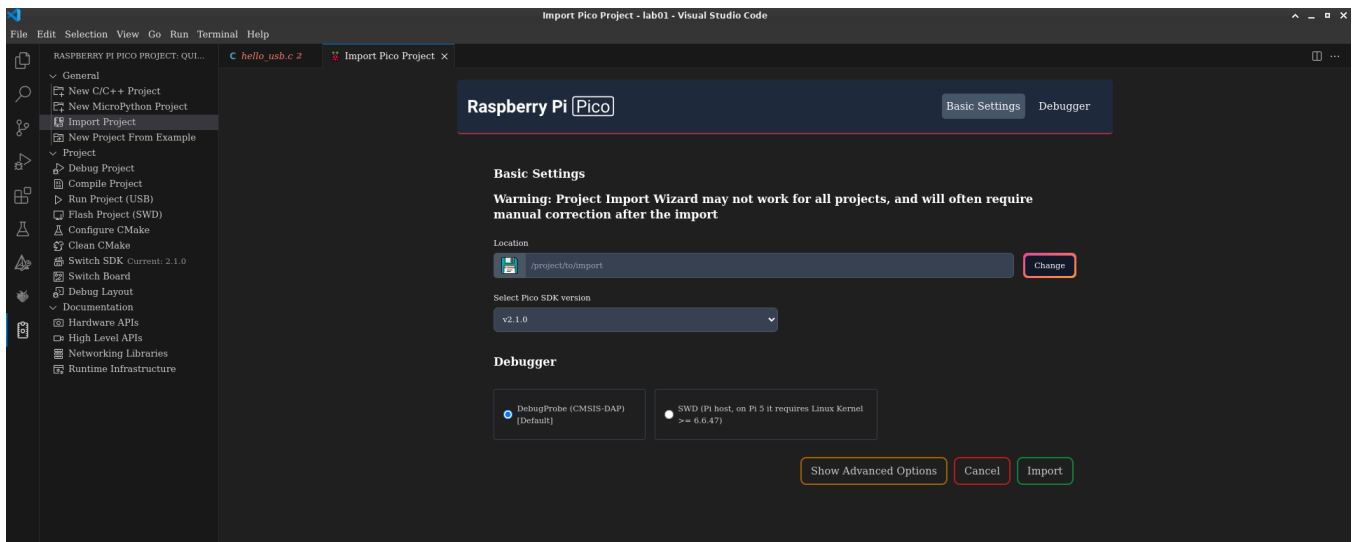 Import Pico Project - lab01 - Visual Studio Code
File Edit Selection View Go Run Terminal Help
RASPBERRY PI PICO PROJECT: QUI...
General
New C/C++ Project
New MicroPython Project
Import Project
New Project From Example
Project
Debug Project
Compile Project
Run Project (USB)
Flash Project (SWD)
Configure CMake
Clean CMake
Switch SDK Current: 2.1.0
Switch Board
Debug Layout
Documentation
Hardware APIs
High Level APIs
Networking Libraries
Runtime Infrastructure
C hello_usb.c 2
Import Pico Project
Raspberry Pi Pico
Basic Settings Debugger
Basic Settings
Warning: Project Import Wizard may not work for all projects, and will often require
manual correction after the import
Location
/project/to/import
Change
Select Pico SDK version
v2.1.0
Debugger
DebugProbe (CMSIS-DAP)
[Default]
SWD (Pi host, on Pi 5 it requires Linux Kernel
>= 6.6.47)
Show Advanced Options Cancel Import